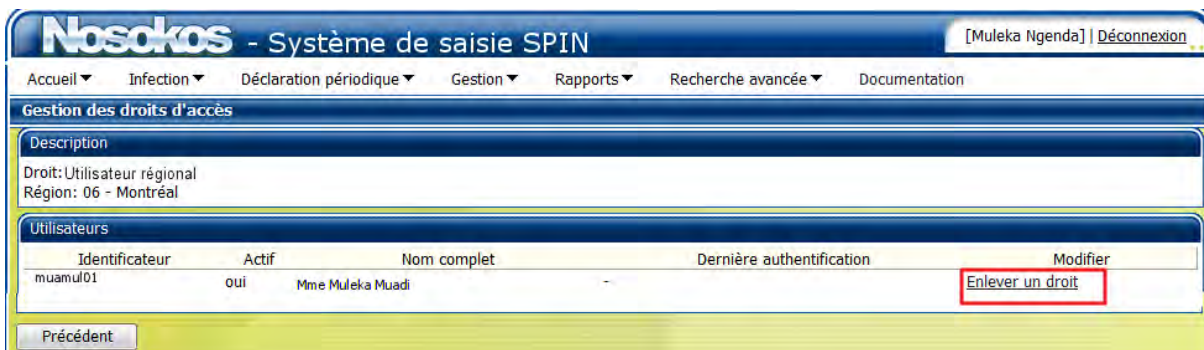 Nosokos - Système de saisie SPIN [Muleka Ngenda] | Déconnexion
Accueil Infection Déclaration périodique Gestion Rapports Recherche avancée Documentation
Gestion des droits d'accès
Description
Droit: Utilisateur régional
Région: 06 - Montréal
Utilisateurs
Identificateur Actif Nom complet Dernière authentification Modifier
muamul01 oui Mme Muleka Muadi - Enlever un droit
Précédent